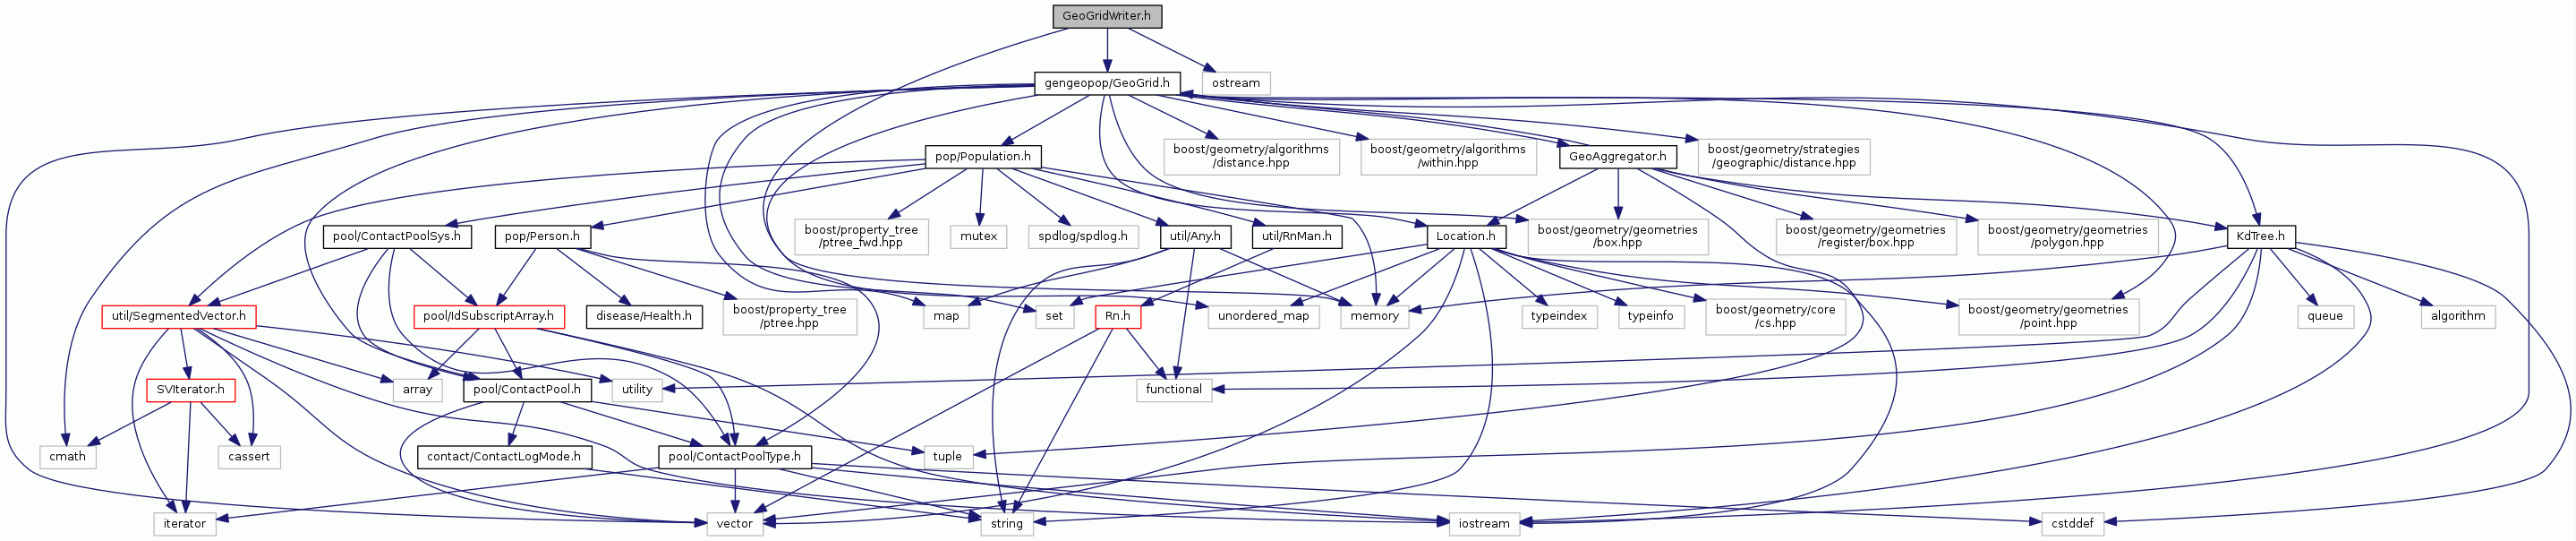 GeoGridWriter.h
gengeopop/GeoGrid.h
ostream
pop/Population.h
boost/geometry/algorithms
/distance.hpp
boost/geometry/algorithms
/within.hpp
GeoAggregator.h
boost/geometry/strategies
/geographic/distance.hpp
pool/ContactPoolSys.h
pop/Person.h
boost/property_tree
/ptree_fwd.hpp
mutex
spdlog/spdlog.h
util/Any.h
util/RnMan.h
Location.h
boost/geometry/geometries
/box.hpp
boost/geometry/geometries
/register/box.hpp
boost/geometry/geometries
/polygon.hpp
KdTree.h
util/SegmentedVector.h
pool/IdSubscriptArray.h
disease/Health.h
boost/property_tree
/ptree.hpp
map
set
Rn.h
unordered_map
memory
typeindex
typeinfo
boost/geometry/core
/cs.hpp
boost/geometry/geometries
/point.hpp
queue
algorithm
SVIterator.h
array
pool/ContactPool.h
utility
functional
cmath
cassert
contact/ContactLogMode.h
pool/ContactPoolType.h
tuple
iterator
vector
string
iostream
cstddef